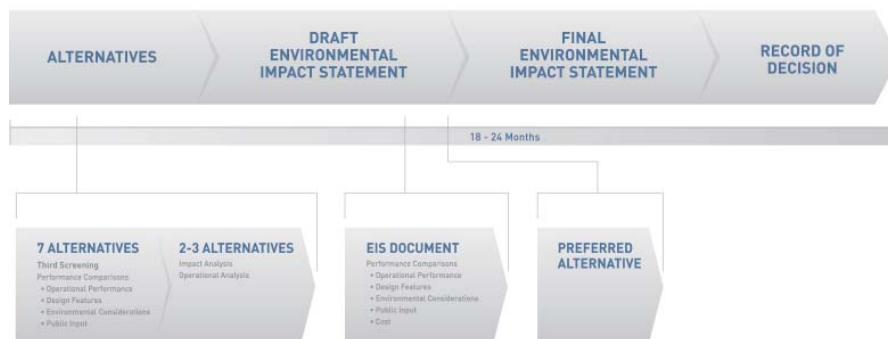 ALTERNATIVES
DRAFT
ENVIRONMENTAL
IMPACT STATEMENT
FINAL
ENVIRONMENTAL
IMPACT STATEMENT
RECORD OF
DECISION
18 - 24 Months
7 ALTERNATIVES
Third Screening
Performance Comparisons
• Operational Performance
• Design Features
• Environmental Considerations
• Public Input
2-3 ALTERNATIVES
Impact Analysis
Operational Analysis
EIS DOCUMENT
Performance Comparisons
• Operational Performance
• Design Features
• Environmental Considerations
• Public Input
• Cost
PREFERRED
ALTERNATIVE